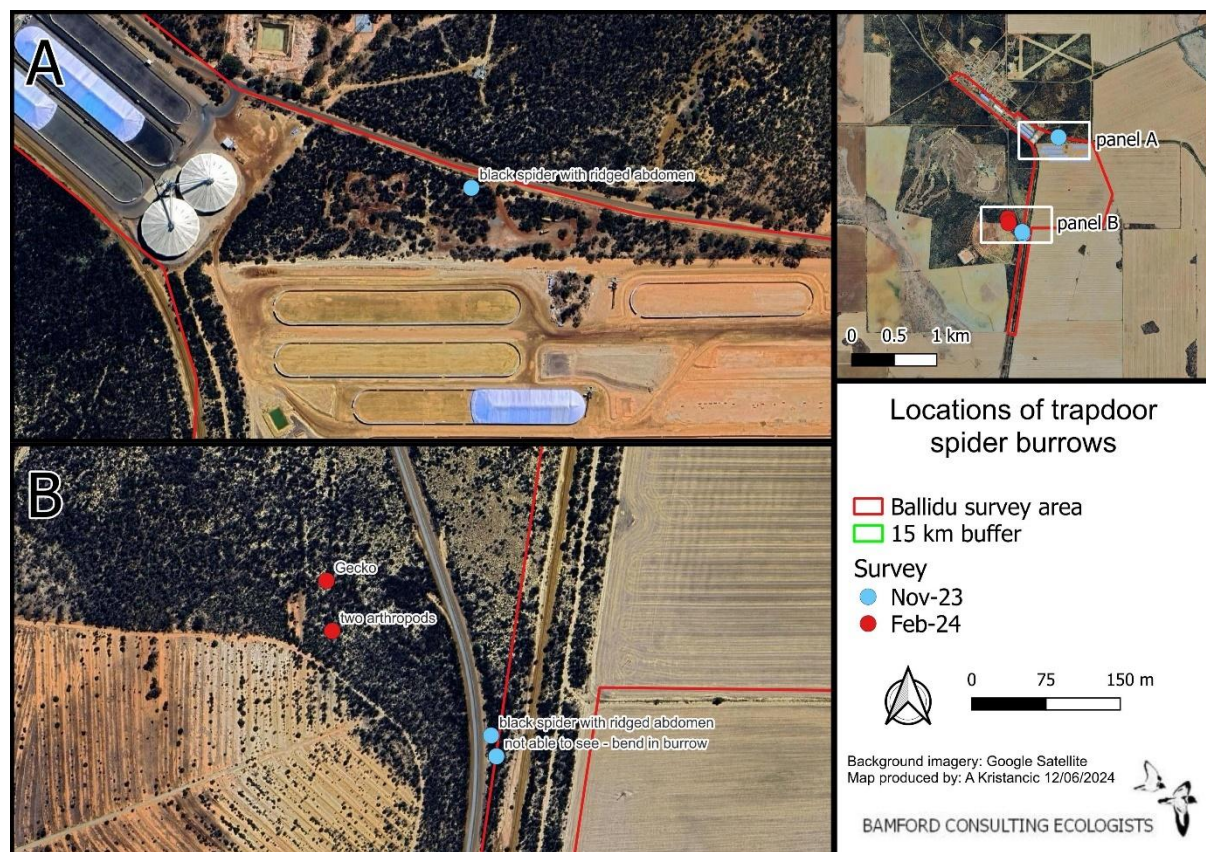 A
black spider with ridged abdomen
panel A
panel B
0 0.5 1 km
B
Gecko
two arthropods
black spider with ridged abdomen
not able to see - bend in burrow
Locations of trapdoor
spider burrows
Ballidu survey area
15 km buffer
Survey
Nov-23
Feb-24
0 75 150 m
Background imagery: Google Satellite
Map produced by: A Kristancic 12/06/2024
BAMFORD CONSULTING ECOLOGISTS